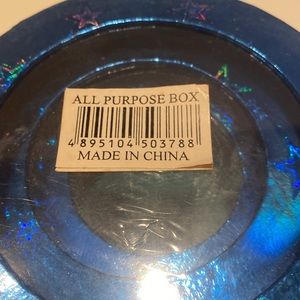 ALL PURPOSE BOX
4 895104 503788
MADE IN CHINA